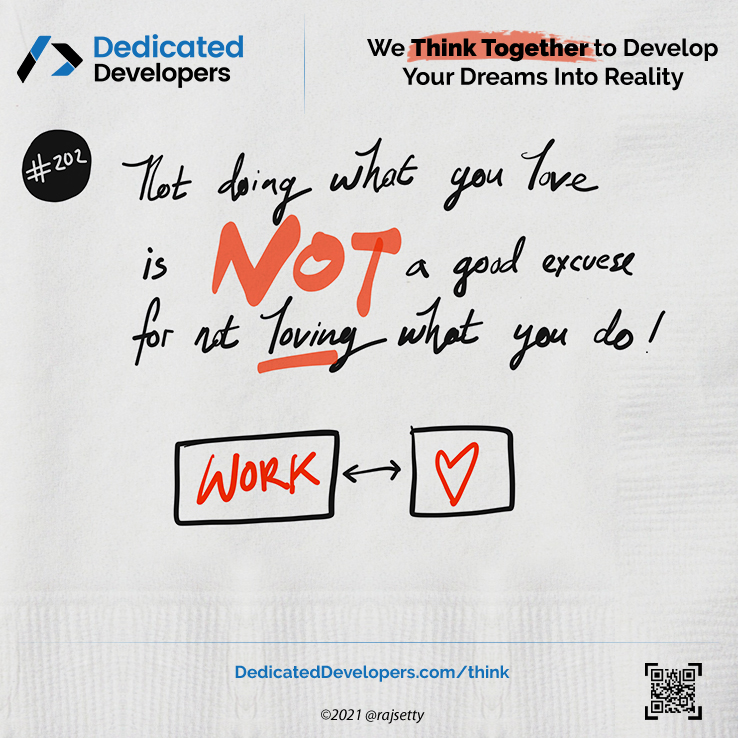 Dedicated
Developers
We Think Together to Develop
Your Dreams Into Reality
#202
Not doing what you love
is NOT a good excuese
for not loving what you do!
WORK
DedicatedDevelopers.com/think
©2021 @rajsetty